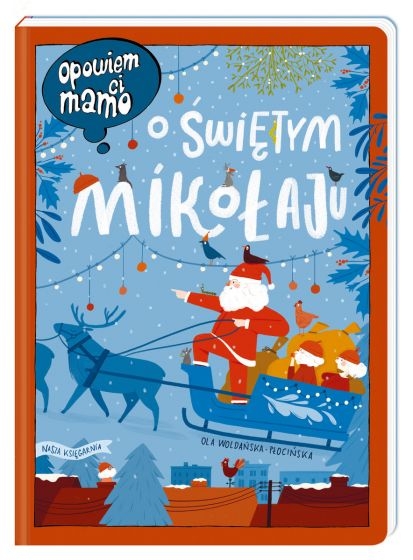 opowiem
ci
mamo
o ŚWIĘTYM
MIKOŁAJU
OLA WOLDAŃSKA-PŁOCIŃSKA
NASZA KSIĘGARNIA